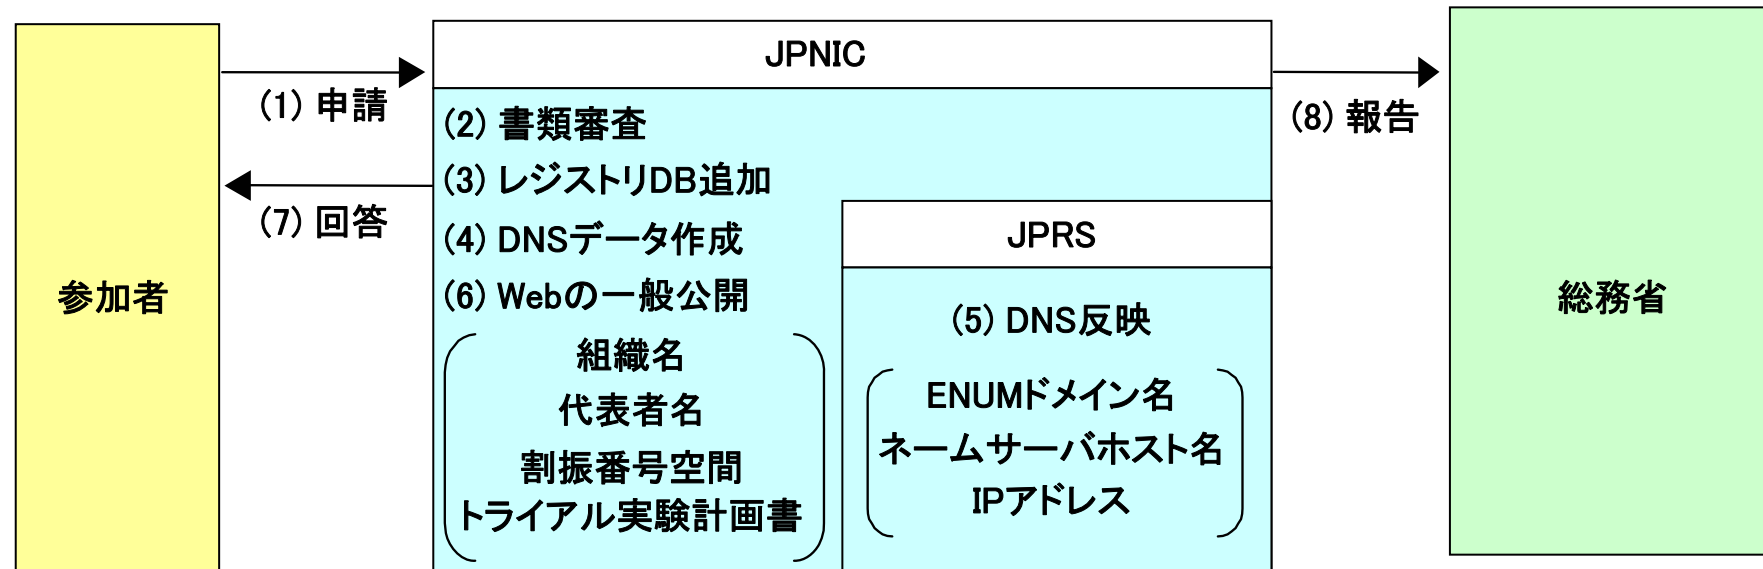 JPNIC
(1) 申請
(2) 書類審査
(8) 報告
(3) レジストリDB追加
(7) 回答
(4) DNSデータ作成
JPRS
参加者
(6) Webの一般公開
(5) DNS反映
総務省
組織名
代表者名
割振番号空間
トライアル実験計画書
ENUMドメイン名
ネームサーバホスト名
IPアドレス